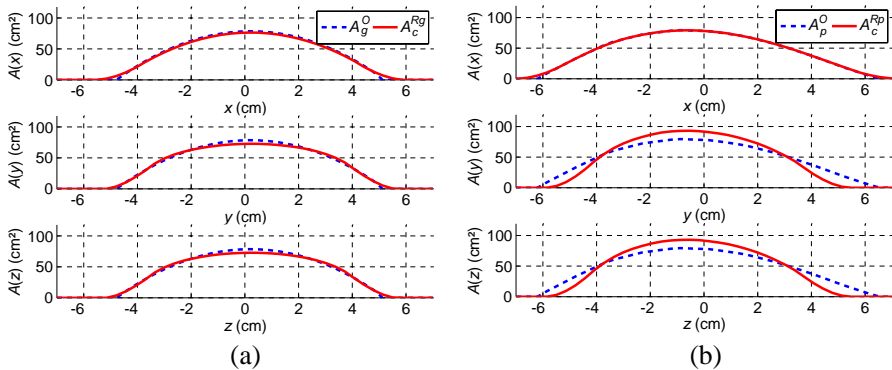 A(x) (cm²)
100
50
0
A_g^O A_c^{Rg}
-6 -4 -2 0 2 4 6
x (cm)
A(y) (cm²)
100
50
0
-6 -4 -2 0 2 4 6
y (cm)
A(z) (cm²)
100
50
0
-6 -4 -2 0 2 4 6
z (cm)
(a)
A(x) (cm²)
100
50
0
A_p^O A_c^{Rp}
-6 -4 -2 0 2 4 6
x (cm)
A(y) (cm²)
100
50
0
-6 -4 -2 0 2 4 6
y (cm)
A(z) (cm²)
100
50
0
-6 -4 -2 0 2 4 6
z (cm)
(b)